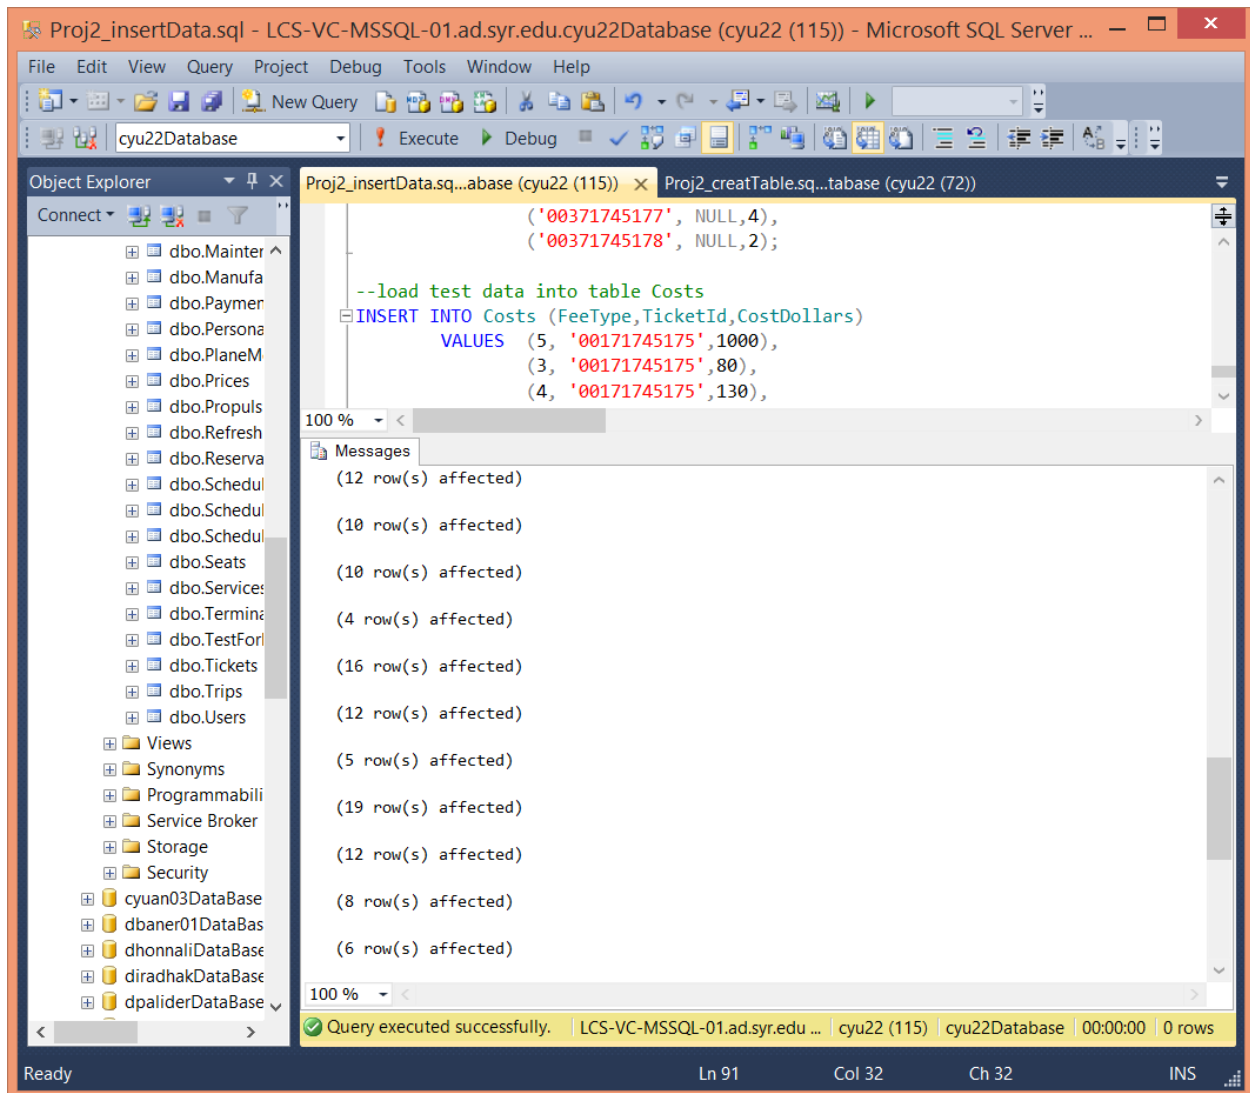 Proj2_insertData.sql - LCS-VC-MSSQL-01.ad.syr.edu.cyu22Database (cyu22 (115)) - Microsoft SQL Server ...
File Edit View Query Project Debug Tools Window Help
New Query
cyu22Database Execute Debug
Object Explorer
Connect
dbo.Mainter
dbo.Manufa
dbo.Paymen
dbo.Persona
dbo.PlaneM
dbo.Prices
dbo.Propuls
dbo.Refresh
dbo.Reserva
dbo.Schedul
dbo.Schedul
dbo.Schedul
dbo.Seats
dbo.Services
dbo.Termina
dbo.TestForl
dbo.Tickets
dbo.Trips
dbo.Users
Views
Synonyms
Programmabili
Service Broker
Storage
Security
cyuan03DataBase
dbaner01DataBas
dhonnaliDataBase
diradhakDataBase
dpaliderDataBase
Proj2_insertData.sq...abase (cyu22 (115)) Proj2_creatTable.sq...tabase (cyu22 (72))
('00371745177', NULL,4),
('00371745178', NULL,2);
--load test data into table Costs
INSERT INTO Costs (FeeType,TicketId,CostDollars)
VALUES (5, '00171745175',1000),
(3, '00171745175',80),
(4, '00171745175',130),
100 %
Messages
(12 row(s) affected)
(10 row(s) affected)
(10 row(s) affected)
(4 row(s) affected)
(16 row(s) affected)
(12 row(s) affected)
(5 row(s) affected)
(19 row(s) affected)
(12 row(s) affected)
(8 row(s) affected)
(6 row(s) affected)
100 %
Query executed successfully. LCS-VC-MSSQL-01.ad.syr.edu ... cyu22 (115) cyu22Database 00:00:00 0 rows
Ready Ln 91 Col 32 Ch 32 INS